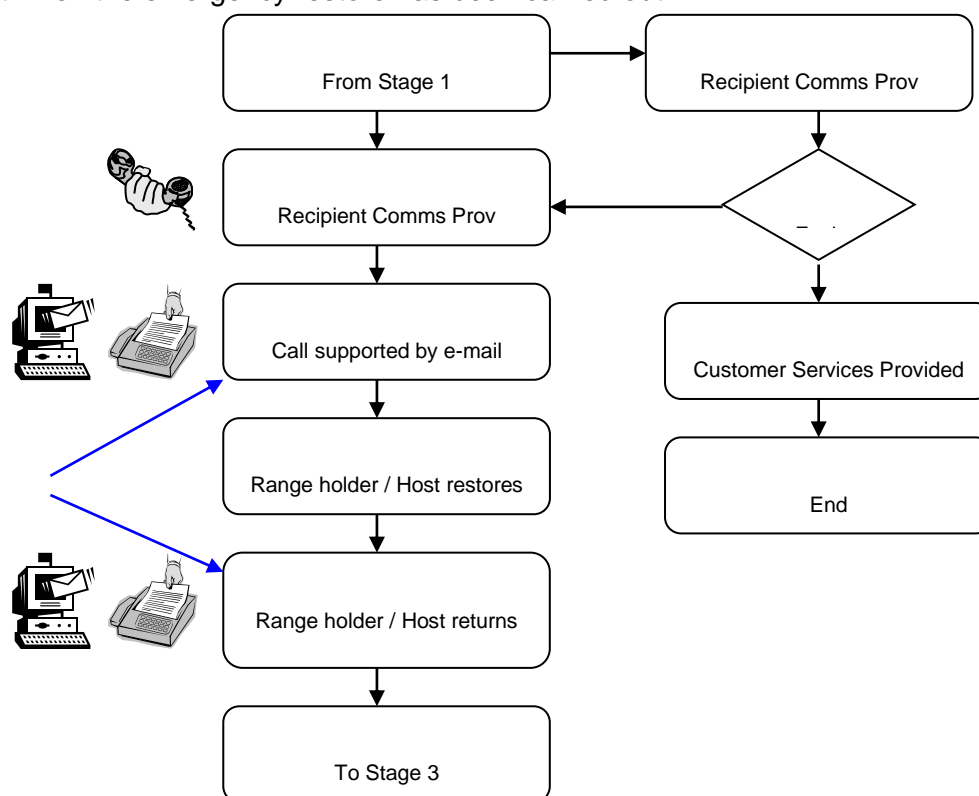 From Stage 1
Recipient Comms Prov
Recipient Comms Prov
Call supported by e-mail
Customer Services Provided
Range holder / Host restores
End
Range holder / Host returns
To Stage 3